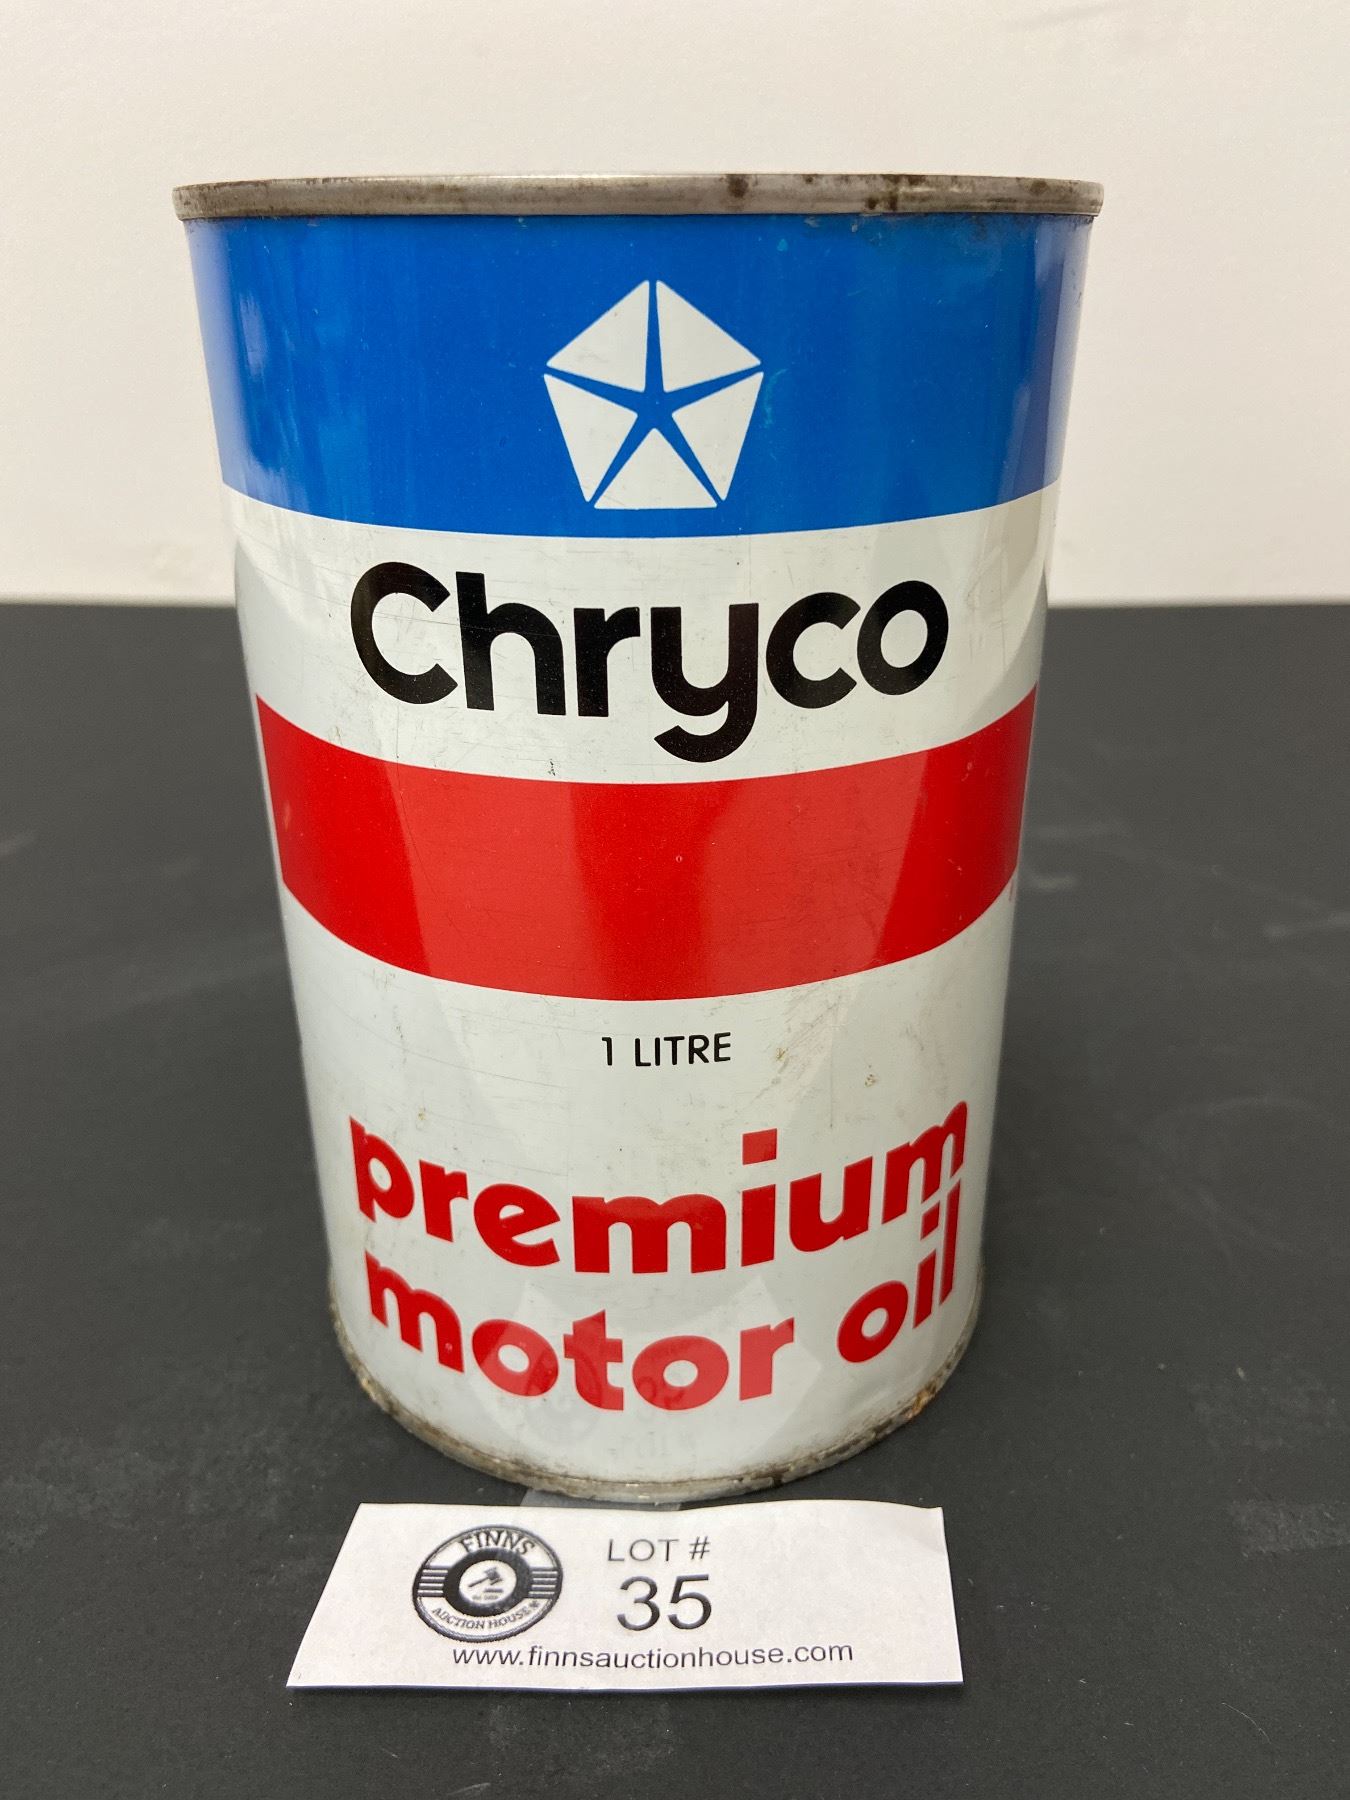 Chryco
1 LITRE
premium
motor oil
FINNS
AUCTION HOUSE
LOT #
35
www.finnsauctionhouse.com